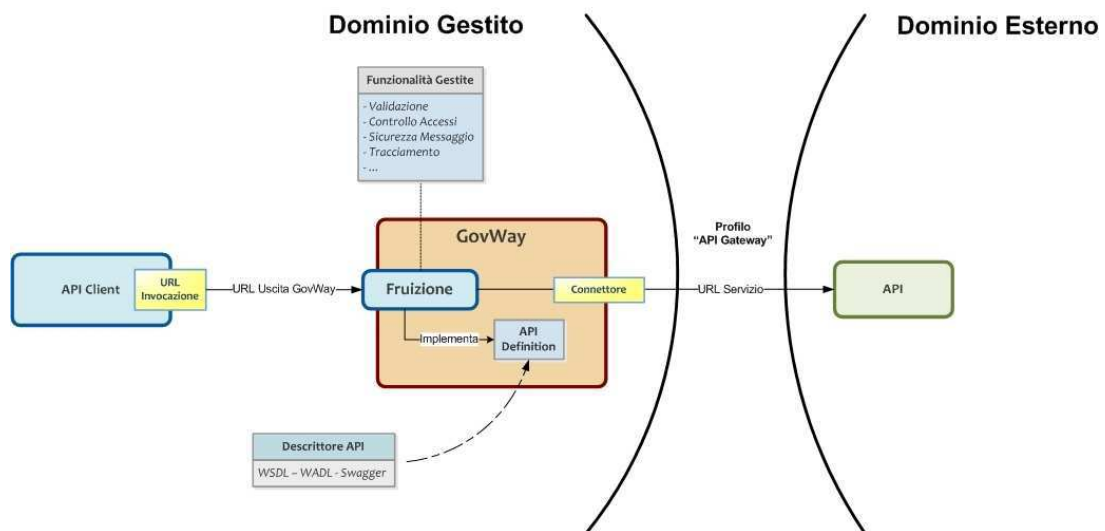 Dominio Gestito
Dominio Esterno
Funzionalità Gestite
- Validazione
- Controllo Accessi
- Sicurezza Messaggio
- Tracciamento
- ...
GovWay
Profilo
“API Gateway”
API Client
URL
Invocazione
URL Uscita GovWay
Fruizione
Connettore
URL Servizio
API
Implementa
API
Definition
Descrittore API
WSDL – WADL - Swagger